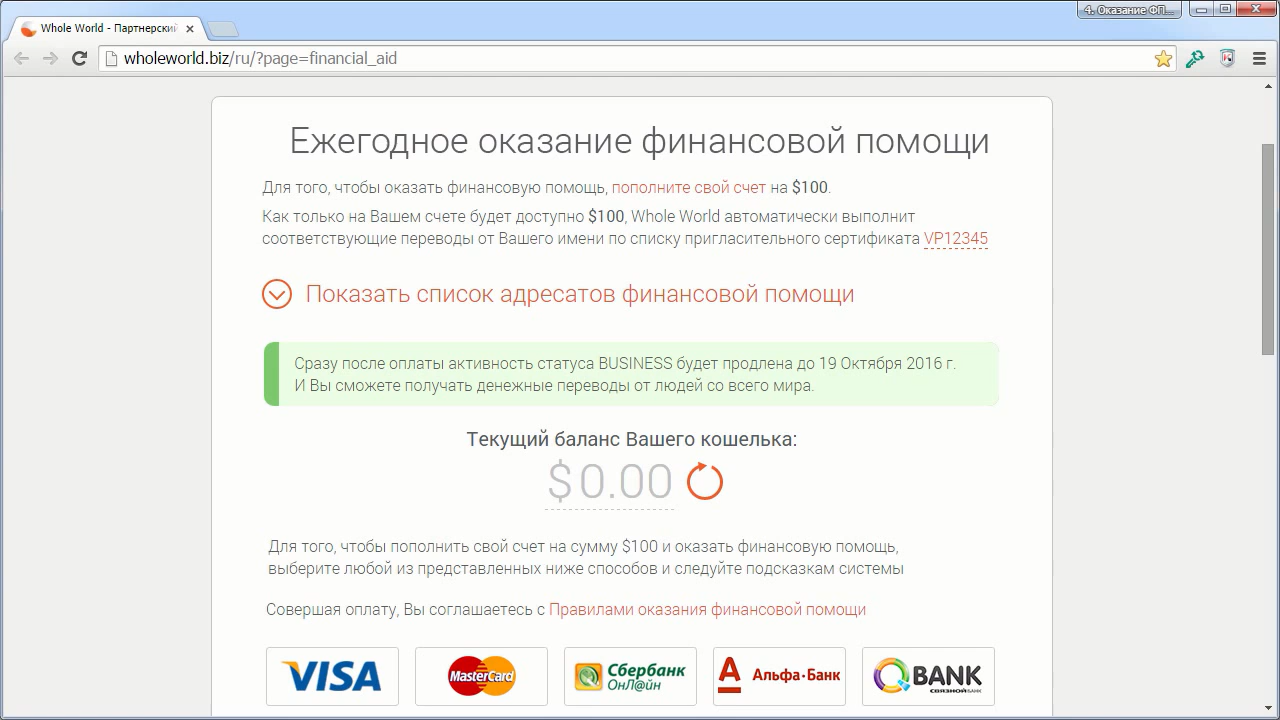 4. Оказание ФП...
Whole World - Партнерский
wholeworld.biz/ru/?page=financial_aid
Ежегодное оказание финансовой помощи
Для того, чтобы оказать финансовую помощь, пополните свой счет на $100.
Как только на Вашем счете будет доступно $100, Whole World автоматически выполнит
соответствующие переводы от Вашего имени по списку пригласительного сертификата VP12345
Показать список адресатов финансовой помощи
Сразу после оплаты активность статуса BUSINESS будет продлена до 19 Октября 2016 г.
И Вы сможете получать денежные переводы от людей со всего мира.
Текущий баланс Вашего кошелька:
$0.00
Для того, чтобы пополнить свой счет на сумму $100 и оказать финансовую помощь,
выберите любой из представленных ниже способов и следуйте подсказкам системы
Совершая оплату, Вы соглашаетесь с Правилами оказания финансовой помощи
VISA MasterCard Сбербанк ОнЛ@йн А Альфа·Банк QBANK СВЯЗНОЙБАНК